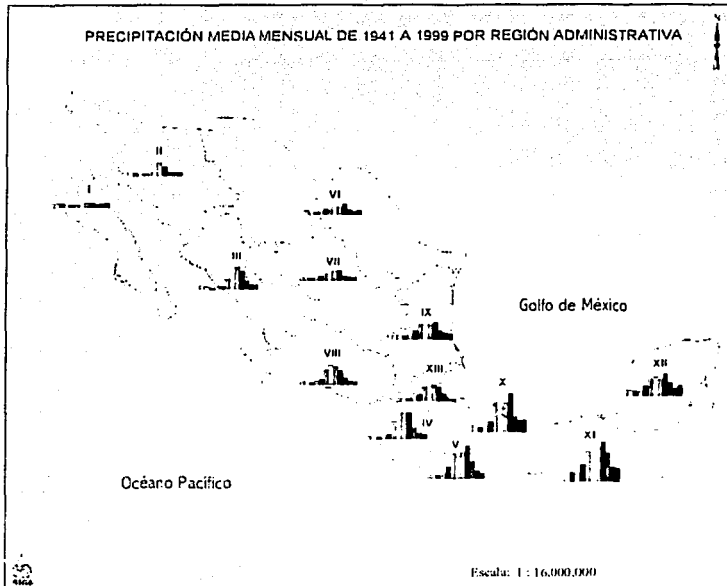 PRECIPITACIÓN MEDIA MENSUAL DE 1941 A 1999 POR REGIÓN ADMINISTRATIVA
II
I
VI
III
VII
Golfo de México
IX
VIII
XIII
X
XII
IV
V
XI
Océano Pacífico
Escala: 1 : 16,000,000